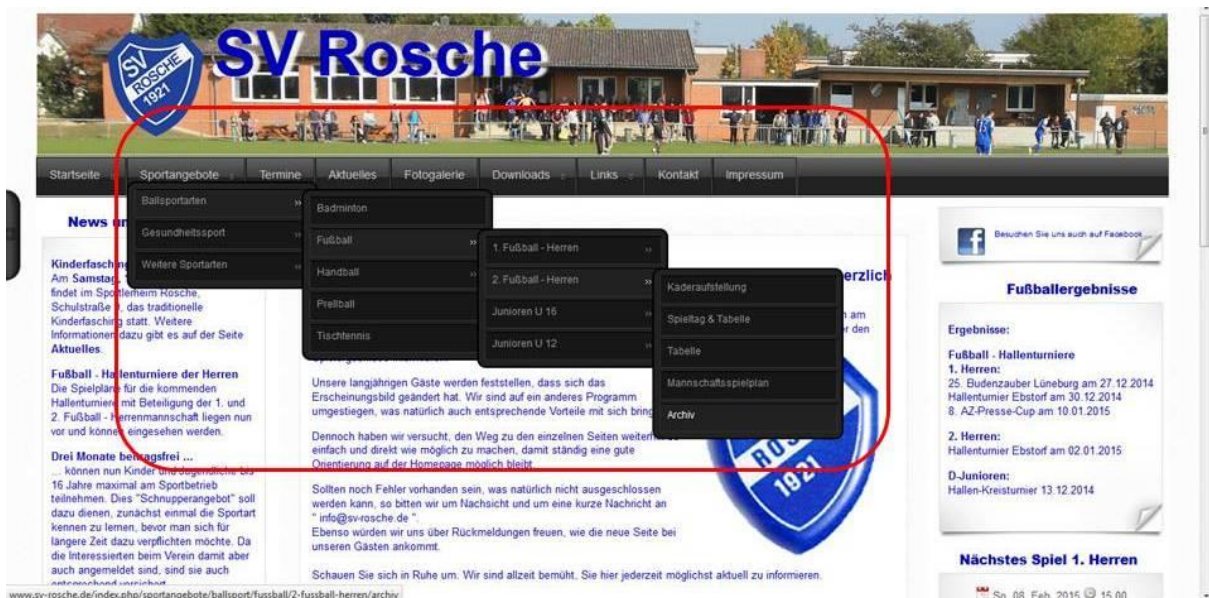 SV Rosche
SV
ROSCHE
1921
Startseite
Sportangebote
Termine
Aktuelles
Fotogalerie
Downloads
Links
Kontakt
Impressum
Ballsportarten »
Gesundheitssport »
Weitere Sportarten »
Badminton
Fußball »
Handball »
Prellball
Tischtennis
1. Fußball - Herren »
2. Fußball - Herren »
Junioren U 16 »
Junioren U 12 »
Kaderaufstellung
Spieltag & Tabelle
Tabelle
Mannschaftsspielplan
Archiv
News
Kinderfasching
Am Samstag,
findet im Sportlerheim Rosche,
Schulstraße 9, das traditionelle
Kinderfasching statt. Weitere
Informationen dazu gibt es auf der Seite
Aktuelles.
Fußball - Hallenturniere der Herren
Die Spielpläne für die kommenden
Hallenturniere mit Beteiligung der 1. und
2. Fußball - Herrenmannschaft liegen nun
vor und können eingesehen werden.
Drei Monate beitragsfrei ...
... können nun Kinder und Jugendliche bis
16 Jahre maximal am Sportbetrieb
teilnehmen. Dies "Schnupperangebot" soll
dazu dienen, zunächst einmal die Sportart
kennen zu lernen, bevor man sich für
längere Zeit dazu verpflichten möchte. Da
die Interessierten beim Verein damit aber
auch angemeldet sind, sind sie auch
entsprechend versichert
erzlich
am
der den
Unsere langjährigen Gäste werden feststellen, dass sich das
Erscheinungsbild geändert hat. Wir sind auf ein anderes Programm
umgestiegen, was natürlich auch entsprechende Vorteile mit sich bring
Dennoch haben wir versucht, den Weg zu den einzelnen Seiten
einfach und direkt wie möglich zu machen, damit ständig eine gute
Orientierung auf der Homepage möglich bleibt
Sollten noch Fehler vorhanden sein, was natürlich nicht ausgeschlossen
werden kann, so bitten wir um Nachsicht und um eine kurze Nachricht an
" info@sv-rosche.de ".
Ebenso würden wir uns über Rückmeldungen freuen, wie die neue Seite bei
unseren Gästen ankommt.
Schauen Sie sich in Ruhe um. Wir sind allzeit bemüht, Sie hier jederzeit möglichst aktuell zu informieren.
1921
Besuchen Sie uns auch auf Facebook
Fußballergebnisse
Ergebnisse:
Fußball - Hallenturniere
1. Herren:
25. Budenzauber Lüneburg am 27.12.2014
Hallenturnier Ebstorf am 30.12.2014
8. AZ-Presse-Cup am 10.01.2015
2. Herren:
Hallenturnier Ebstorf am 02.01.2015
D-Junioren:
Hallen-Kreisturnier 13.12.2014
Nächstes Spiel 1. Herren
So, 08. Feb. 2015 15.00
www.sv-rosche.de/index.php/sportangebote/ballsport/fussball/2-fussball-herren/archiv